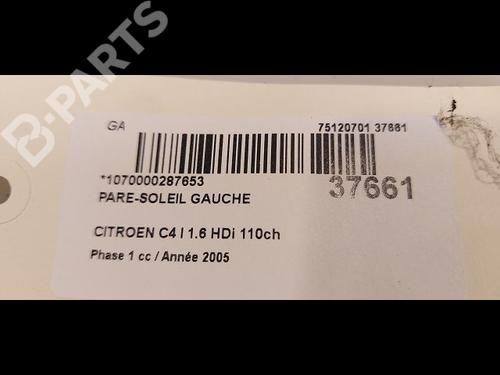 B-PARTS
GA
75120701 37661
*1070000287653
37661
PARE-SOLEIL GAUCHE
CITROEN C4 I 1.6 HDi 110ch
Phase 1 cc / Année 2005